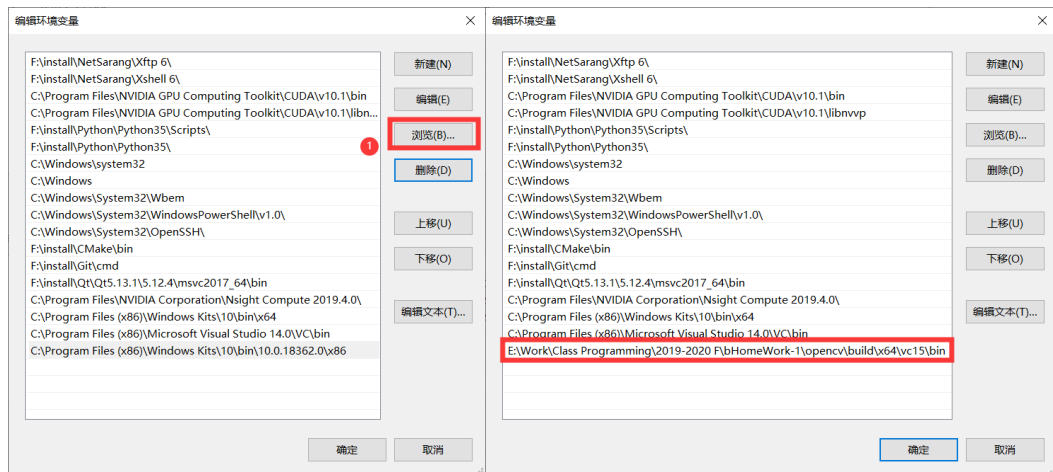 编辑环境变量
F:\install\NetSarang\Xftp 6\
F:\install\NetSarang\Xshell 6\
C:\Program Files\NVIDIA GPU Computing Toolkit\CUDA\v10.1\bin
C:\Program Files\NVIDIA GPU Computing Toolkit\CUDA\v10.1\libn...
F:\install\Python\Python35\Scripts\
F:\install\Python\Python35\
C:\Windows\system32
C:\Windows
C:\Windows\System32\Wbem
C:\Windows\System32\WindowsPowerShell\v1.0\
C:\Windows\System32\OpenSSH\
F:\install\CMake\bin
F:\install\Git\cmd
F:\install\Qt\Qt5.13.1\5.12.4\msvc2017_64\bin
C:\Program Files\NVIDIA Corporation\Nsight Compute 2019.4.0\
C:\Program Files (x86)\Windows Kits\10\bin\x64
C:\Program Files (x86)\Microsoft Visual Studio 14.0\VC\bin
C:\Program Files (x86)\Windows Kits\10\bin\10.0.18362.0\x86
新建(N)
编辑(E)
浏览(B)...
1
删除(D)
上移(U)
下移(O)
编辑文本(T)...
确定
取消
编辑环境变量
F:\install\NetSarang\Xftp 6\
F:\install\NetSarang\Xshell 6\
C:\Program Files\NVIDIA GPU Computing Toolkit\CUDA\v10.1\bin
C:\Program Files\NVIDIA GPU Computing Toolkit\CUDA\v10.1\libnvvp
F:\install\Python\Python35\Scripts\
F:\install\Python\Python35\
C:\Windows\system32
C:\Windows
C:\Windows\System32\Wbem
C:\Windows\System32\WindowsPowerShell\v1.0\
C:\Windows\System32\OpenSSH\
F:\install\CMake\bin
F:\install\Git\cmd
F:\install\Qt\Qt5.13.1\5.12.4\msvc2017_64\bin
C:\Program Files\NVIDIA Corporation\Nsight Compute 2019.4.0\
C:\Program Files (x86)\Windows Kits\10\bin\x64
C:\Program Files (x86)\Microsoft Visual Studio 14.0\VC\bin
E:\Work\Class Programming\2019-2020 F\bHomeWork-1\opencv\build\x64\vc15\bin
新建(N)
编辑(E)
浏览(B)...
删除(D)
上移(U)
下移(O)
编辑文本(T)...
确定
取消